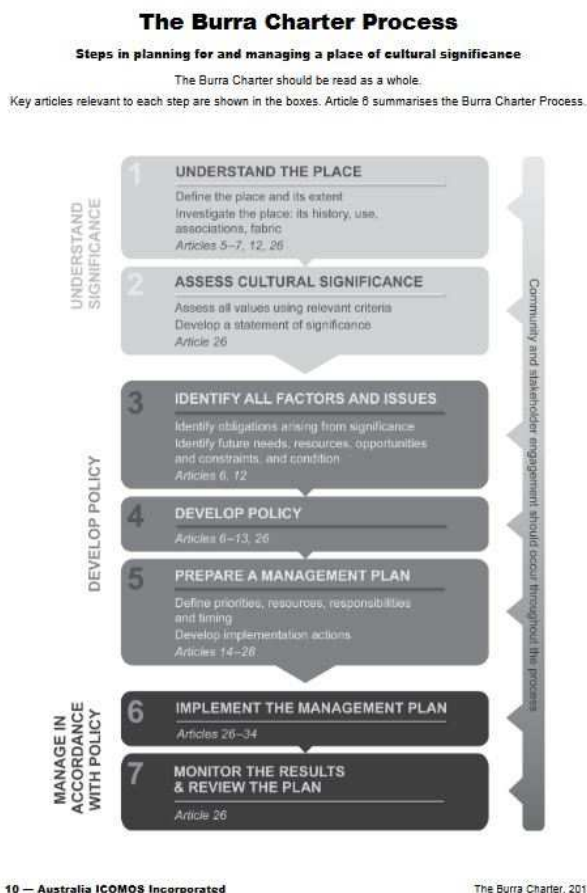 The Burra Charter Process
Steps in planning for and managing a place of cultural significance
The Burra Charter should be read as a whole.
Key articles relevant to each step are shown in the boxes. Article 6 summarises the Burra Charter Process.
UNDERSTAND
SIGNIFICANCE
1
UNDERSTAND THE PLACE
Define the place and its extent
Investigate the place: its history, use,
associations, fabric
Articles 5–7, 12, 26
2
ASSESS CULTURAL SIGNIFICANCE
Assess all values using relevant criteria
Develop a statement of significance
Article 26
DEVELOP POLICY
3
IDENTIFY ALL FACTORS AND ISSUES
Identify obligations arising from significance
Identify future needs, resources, opportunities
and constraints, and condition
Articles 6, 12
4
DEVELOP POLICY
Articles 6–13, 26
5
PREPARE A MANAGEMENT PLAN
Define priorities, resources, responsibilities
and timing
Develop implementation actions
Articles 14–28
MANAGE IN
ACCORDANCE
WITH POLICY
6
IMPLEMENT THE MANAGEMENT PLAN
Articles 26–34
7
MONITOR THE RESULTS
& REVIEW THE PLAN
Article 26
Community and stakeholder engagement should occur throughout the process
10 — Australia ICOMOS Incorporated
The Burra Charter, 201